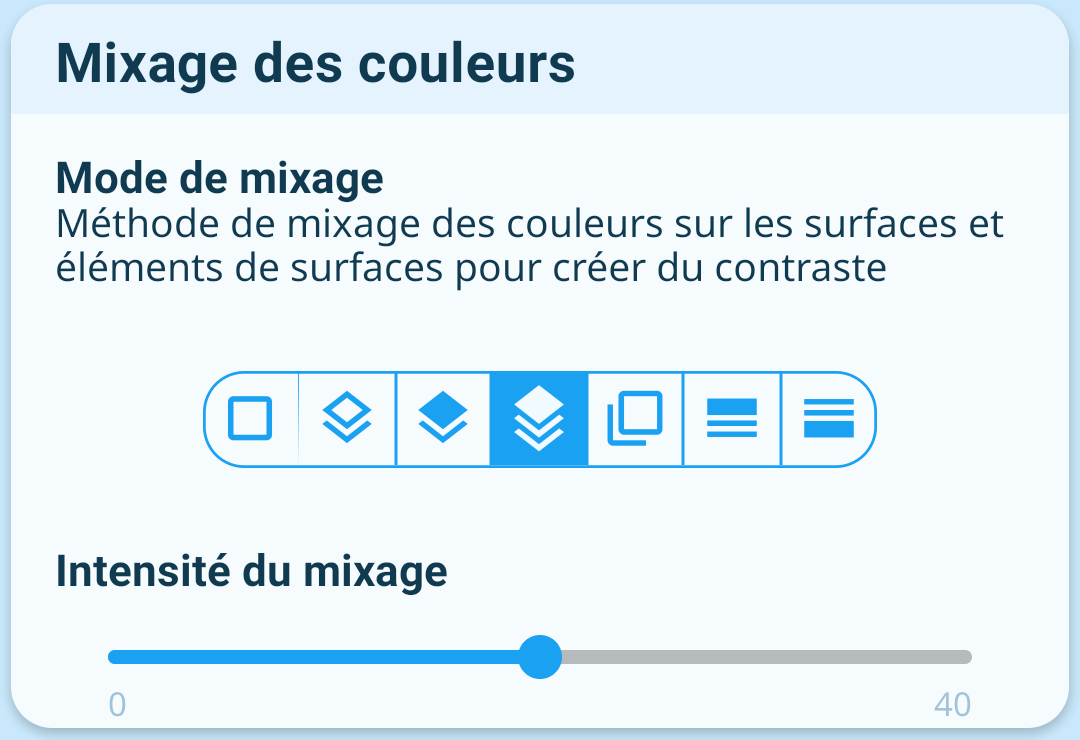 Mixage des couleurs
Mode de mixage
Méthode de mixage des couleurs sur les surfaces et
éléments de surfaces pour créer du contraste
Intensité du mixage
0
40